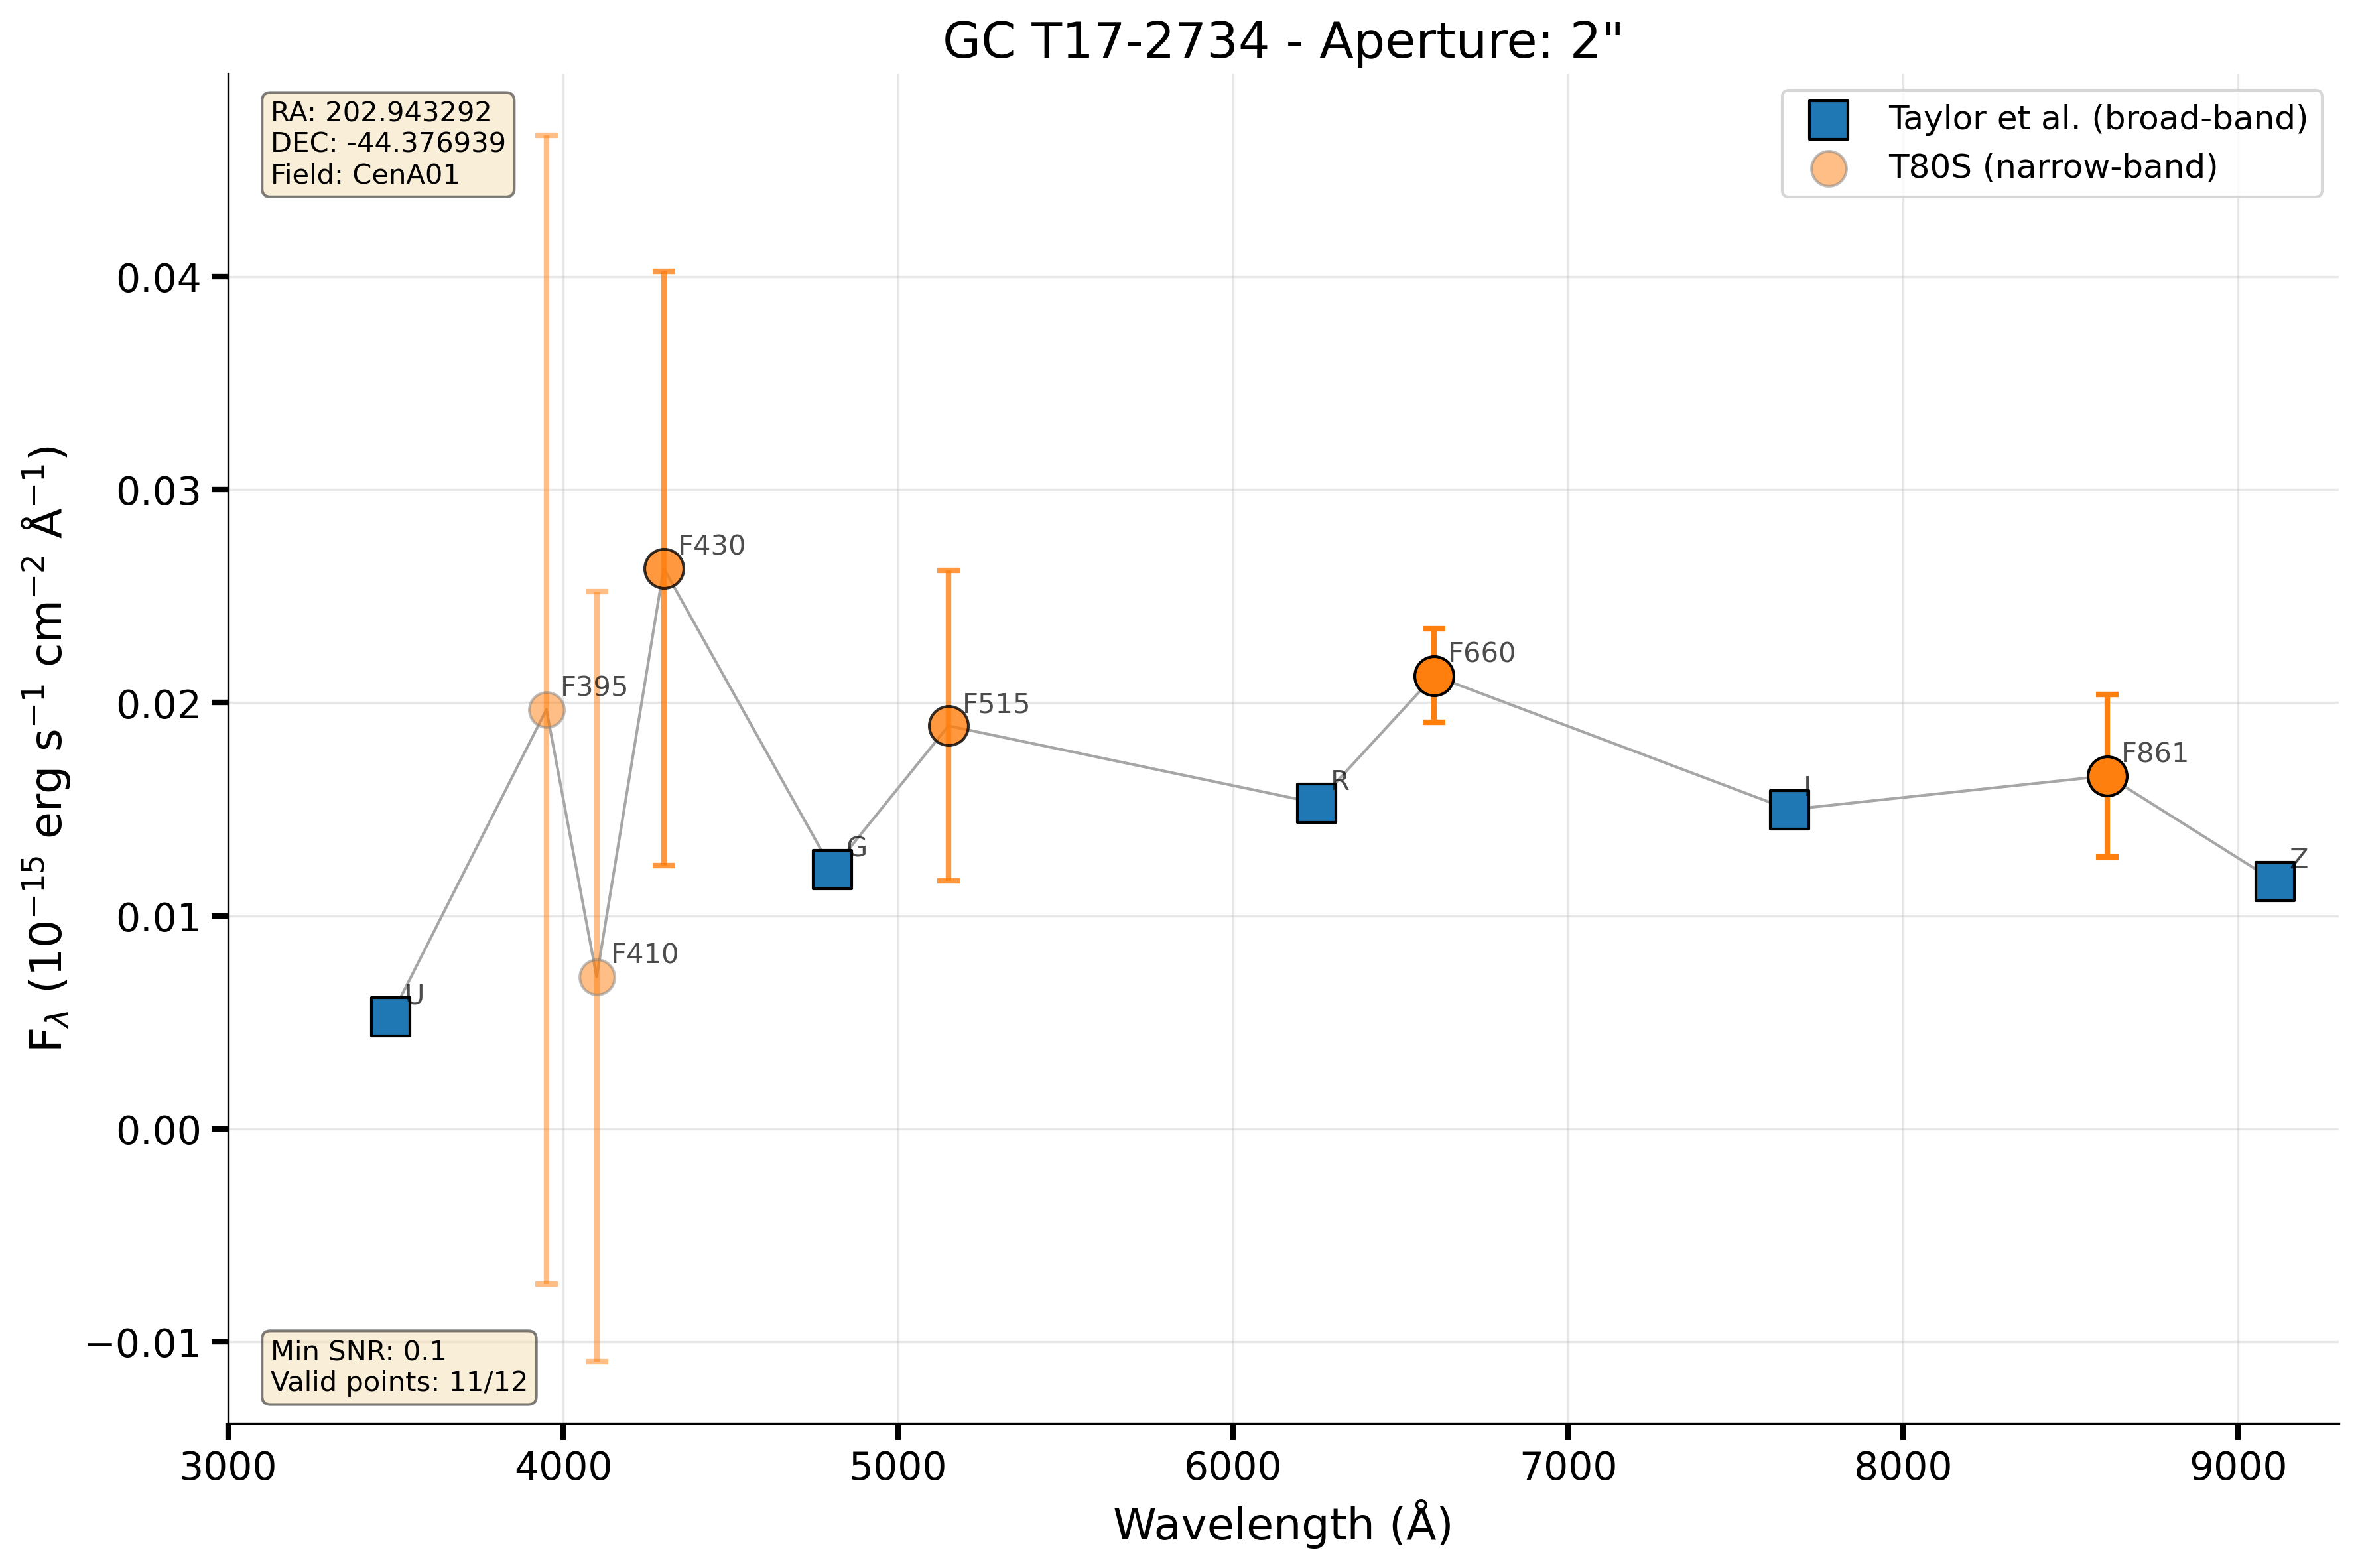 GC T17-2734 - Aperture: 2"
RA: 202.943292
DEC: -44.376939
Field: CenA01
Taylor et al. (broad-band)
T80S (narrow-band)
0.04
0.03
0.02
0.01
0.00
−0.01
F430
F660
F395
F515
R
F861
I
G
Z
F410
U
Min SNR: 0.1
Valid points: 11/12
3000 4000 5000 6000 7000 8000 9000
Wavelength (Å)
Fλ (10⁻¹⁵ erg s⁻¹ cm⁻² Å⁻¹)